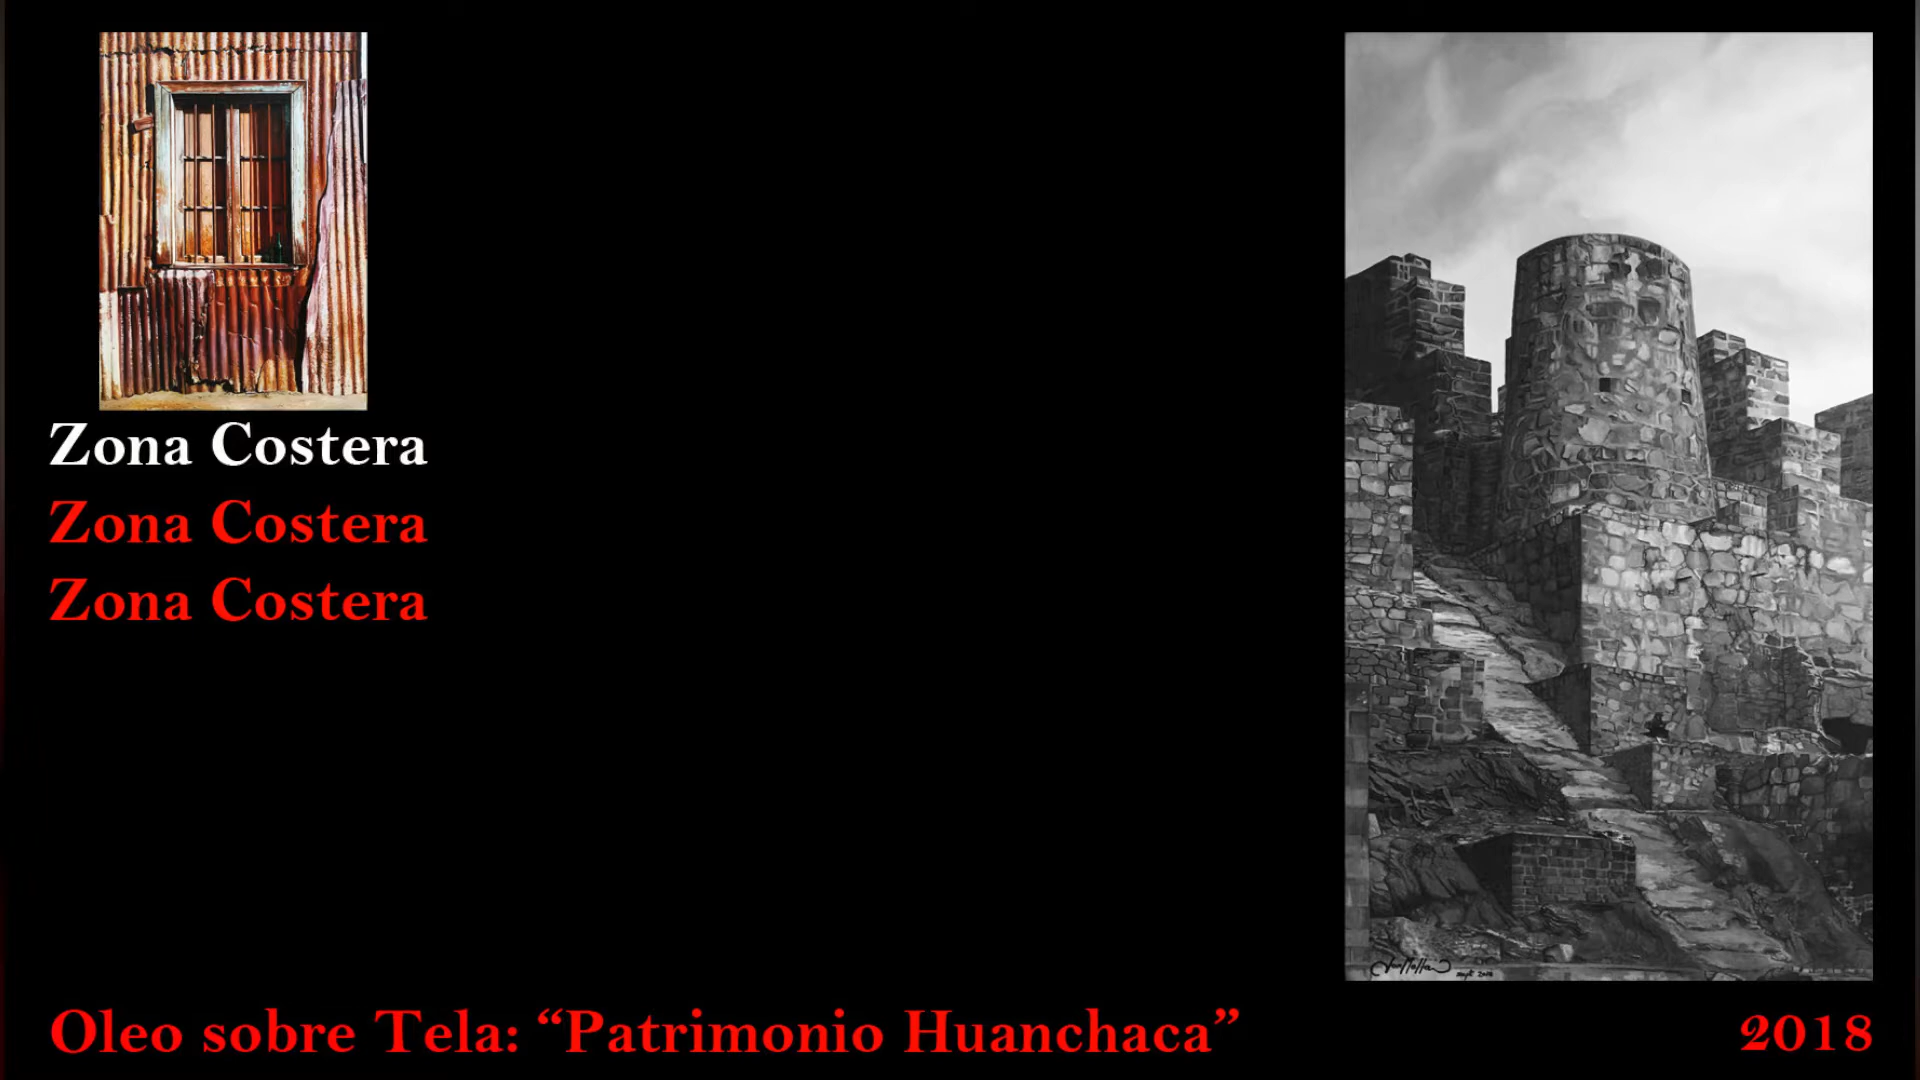 Zona Costera
Zona Costera
Zona Costera
Oleo sobre Tela: “Patrimonio Huanchaca”
2018